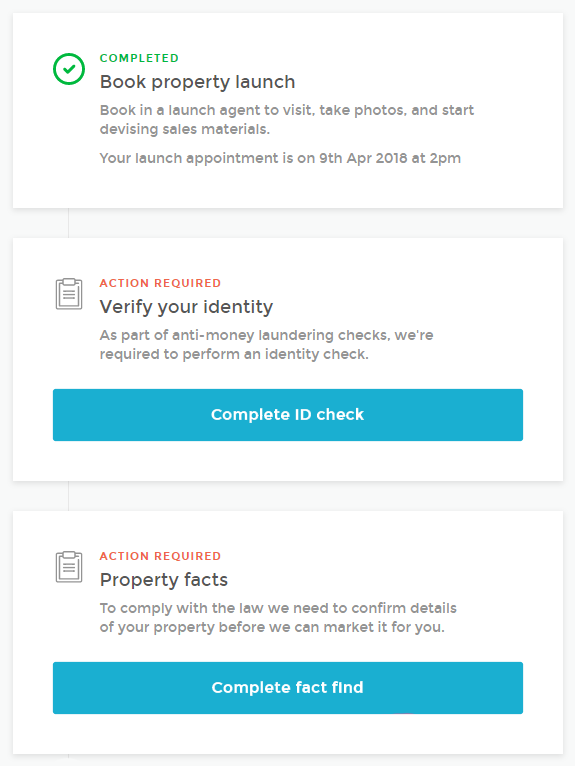 COMPLETED
Book property launch
Book in a launch agent to visit, take photos, and start
devising sales materials.
Your launch appointment is on 9th Apr 2018 at 2pm
ACTION REQUIRED
Verify your identity
As part of anti-money laundering checks, we're
required to perform an identity check.
Complete ID check
ACTION REQUIRED
Property facts
To comply with the law we need to confirm details
of your property before we can market it for you.
Complete fact find